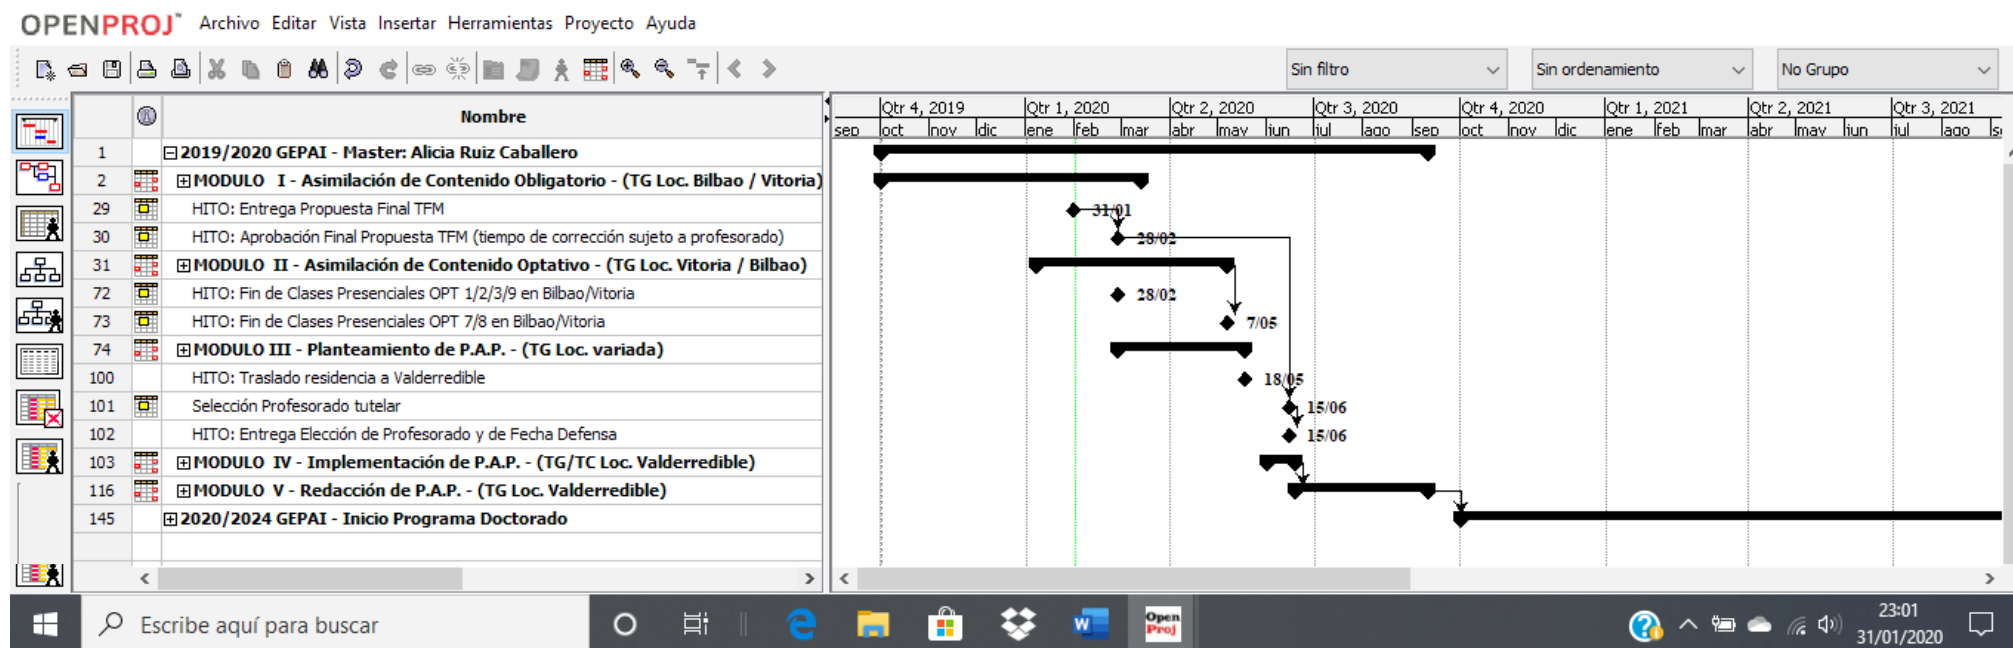 OPENPROJ™ Archivo Editar Vista Insertar Herramientas Proyecto Ayuda
Sin filtro Sin ordenamiento No Grupo
Nombre
Qtr 4, 2019 Qtr 1, 2020 Qtr 2, 2020 Qtr 3, 2020 Qtr 4, 2020 Qtr 1, 2021 Qtr 2, 2021 Qtr 3, 2021
sep oct nov dic ene feb mar abr may jun jul ago sep oct nov dic ene feb mar abr may jun jul ago
1 2019/2020 GEPAI - Master: Alicia Ruiz Caballero
2 MODULO I - Asimilación de Contenido Obligatorio - (TG Loc. Bilbao / Vitoria)
29 HITO: Entrega Propuesta Final TFM 31/01
30 HITO: Aprobación Final Propuesta TFM (tiempo de corrección sujeto a profesorado) 28/02
31 MODULO II - Asimilación de Contenido Optativo - (TG Loc. Vitoria / Bilbao)
72 HITO: Fin de Clases Presenciales OPT 1/2/3/9 en Bilbao/Vitoria 28/02
73 HITO: Fin de Clases Presenciales OPT 7/8 en Bilbao/Vitoria 7/05
74 MODULO III - Planteamiento de P.A.P. - (TG Loc. variada)
100 HITO: Traslado residencia a Valderredible 18/05
101 Selección Profesorado tutelar 15/06
102 HITO: Entrega Elección de Profesorado y de Fecha Defensa 15/06
103 MODULO IV - Implementación de P.A.P. - (TG/TC Loc. Valderredible)
116 MODULO V - Redacción de P.A.P. - (TG Loc. Valderredible)
145 2020/2024 GEPAI - Inicio Programa Doctorado
Escribe aquí para buscar
Open
Proj
23:01
31/01/2020